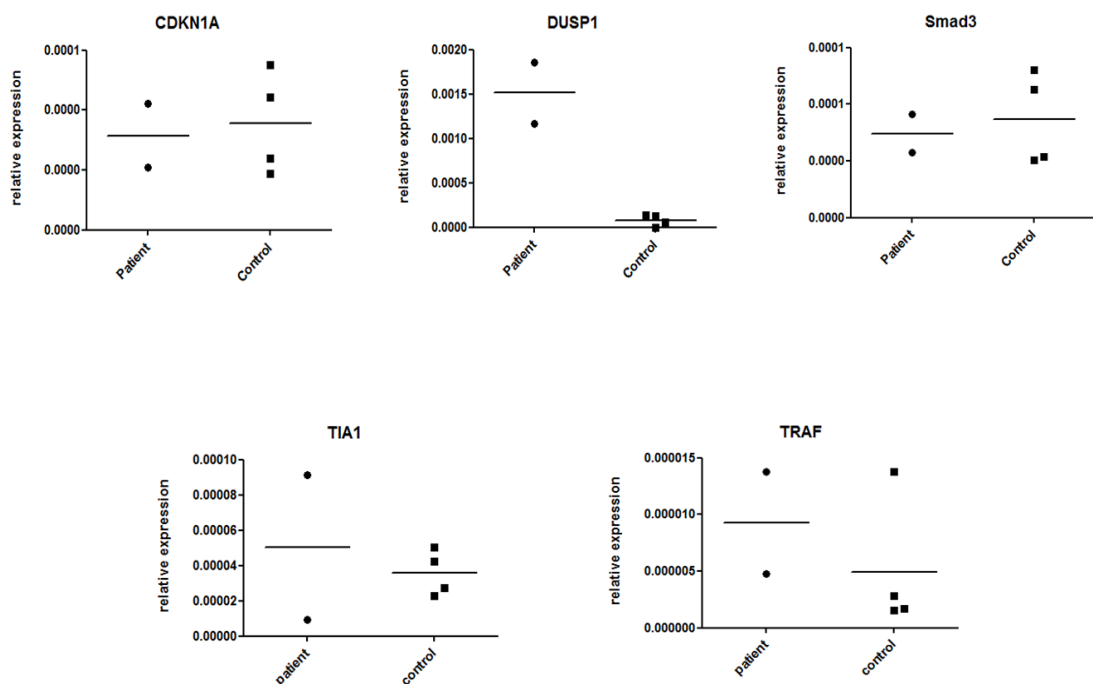 CDKN1A
relative expression
0.0001
0.0000
0.0000
0.0000
Patient
Control
DUSP1
relative expression
0.0020
0.0015
0.0010
0.0005
0.0000
Patient
Control
Smad3
relative expression
0.0001
0.0001
0.0000
0.0000
Patient
Control
TIA1
relative expression
0.00010
0.00008
0.00006
0.00004
0.00002
0.00000
patient
control
TRAF
relative expression
0.000015
0.000010
0.000005
0.000000
patient
control